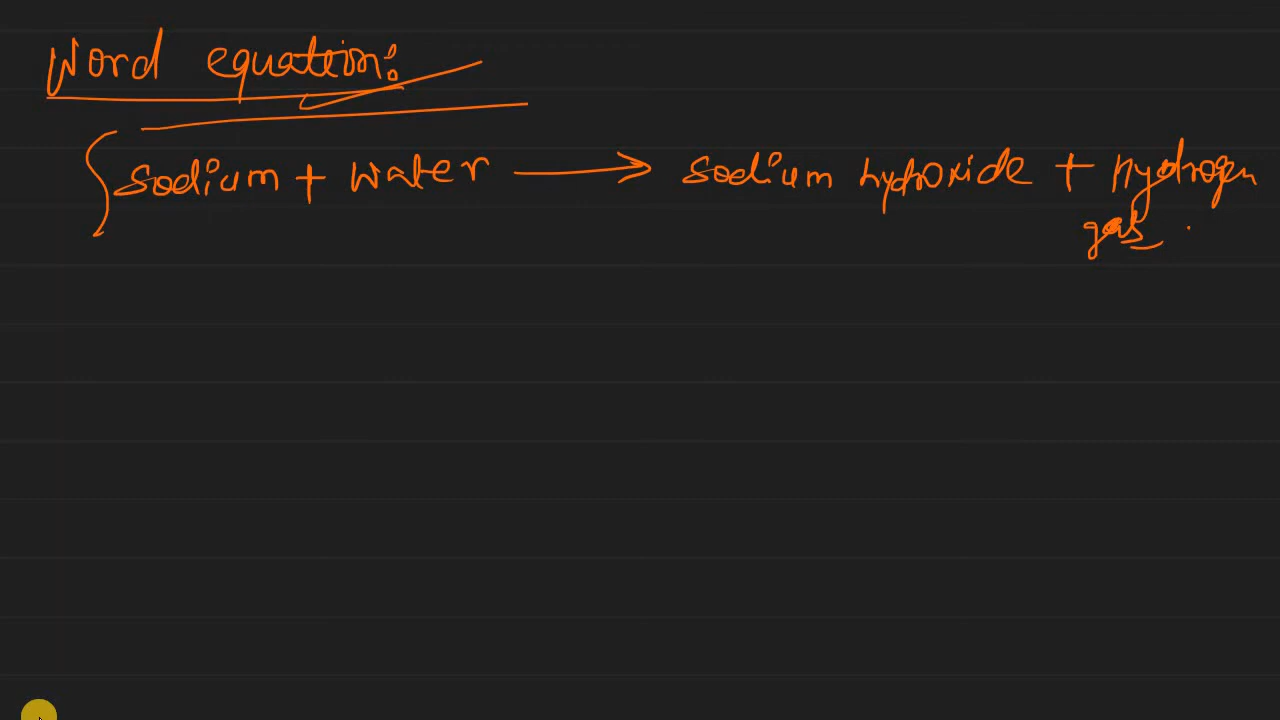 Word equation:
Sodium + Water → Sodium hydroxide + Hydrogen
gas.